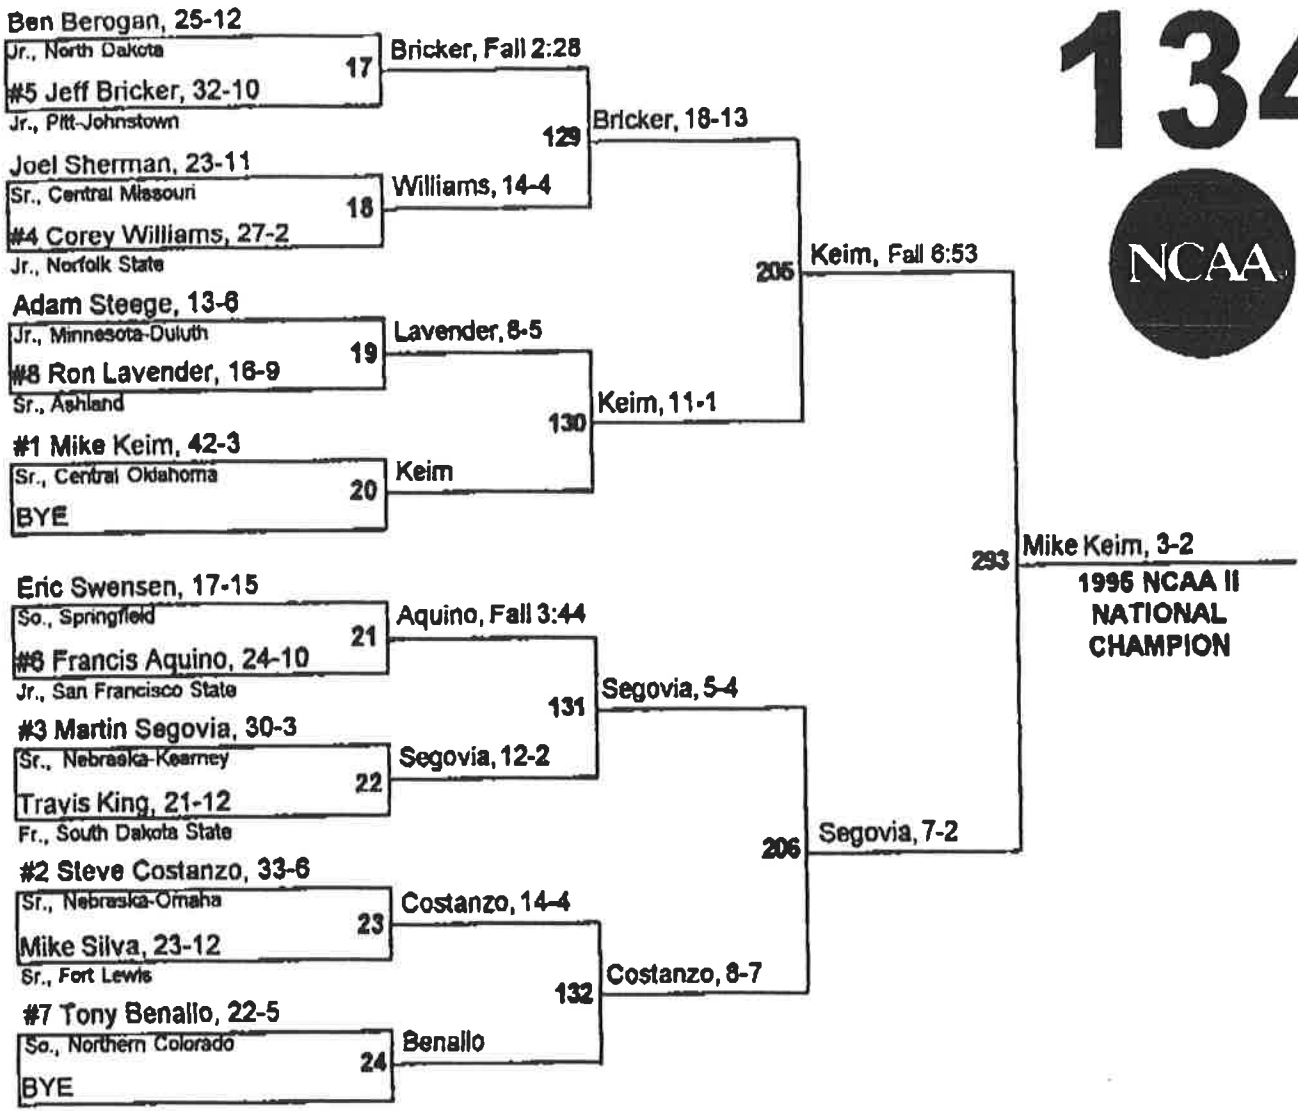 134
NCAA
Ben Berogan, 25-12
Jr., North Dakota
17
#5 Jeff Bricker, 32-10
Jr., Pitt-Johnstown
Bricker, Fall 2:28
129
Bricker, 18-13
Joel Sherman, 23-11
Sr., Central Missouri
18
#4 Corey Williams, 27-2
Jr., Norfolk State
Williams, 14-4
205
Keim, Fall 6:53
Adam Steege, 13-6
Jr., Minnesota-Duluth
19
#8 Ron Lavender, 16-9
Sr., Ashland
Lavender, 8-5
130
Keim, 11-1
#1 Mike Keim, 42-3
Sr., Central Oklahoma
20
BYE
Keim
293
Mike Keim, 3-2
1995 NCAA II
NATIONAL
CHAMPION
Eric Swensen, 17-15
So., Springfield
21
#6 Francis Aquino, 24-10
Jr., San Francisco State
Aquino, Fall 3:44
131
Segovia, 5-4
#3 Martin Segovia, 30-3
Sr., Nebraska-Kearney
22
Travis King, 21-12
Fr., South Dakota State
Segovia, 12-2
206
Segovia, 7-2
#2 Steve Costanzo, 33-6
Sr., Nebraska-Omaha
23
Mike Silva, 23-12
Sr., Fort Lewis
Costanzo, 14-4
132
Costanzo, 8-7
#7 Tony Benallo, 22-5
So., Northern Colorado
24
BYE
Benallo